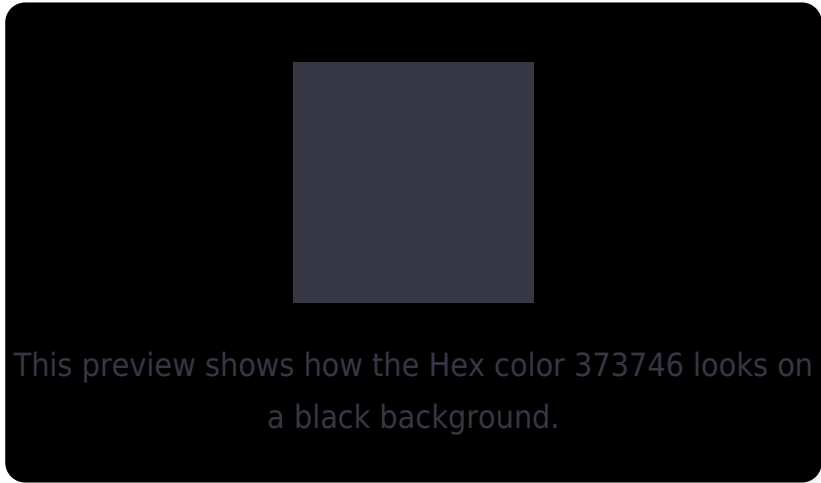 This preview shows how the Hex color 373746 looks on
a black background.